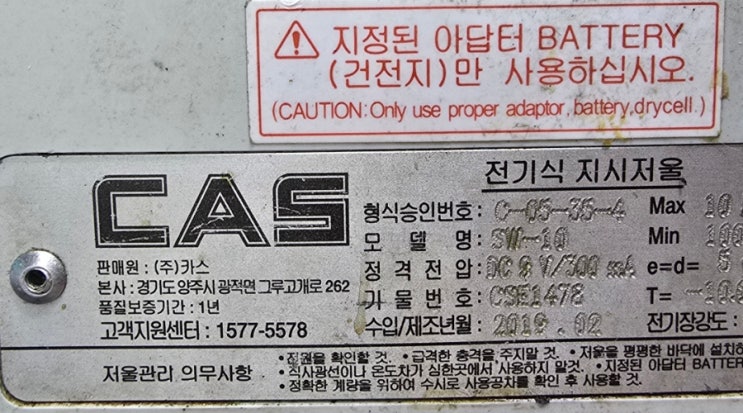 지정된 아답터 BATTERY
(건전지)만 사용하십시오.
(CAUTION:Only use proper adaptor, battery,drycell.)
CAS
전기식 지시저울
판매원 : (주)카스
본사 : 경기도 양주시 광적면 그루고개로 262
품질보증기간 : 1년
고객지원센터 : 1577-5578
형식승인번호 : C-05-35-4 Max 10
모 델 명 : SW-10 Min 100
정 격 전 압 : DC 9 V/300 mA e=d= 5
기 물 번 호 : CSE1478 T= -10.
수입/제조년월 : 2019.02 전기장강도 :
저울관리 의무사항
• 전원을 확인할 것. • 급격한 충격을 주지말 것. • 저울을 평평한 바닥에 설치하
• 직사광선이나 온도차가 심한곳에서 사용하지 말것. • 지정된 아답터 BATTER
• 정확한 계량을 위하여 수시로 사용공차를 확인 후 사용할 것.